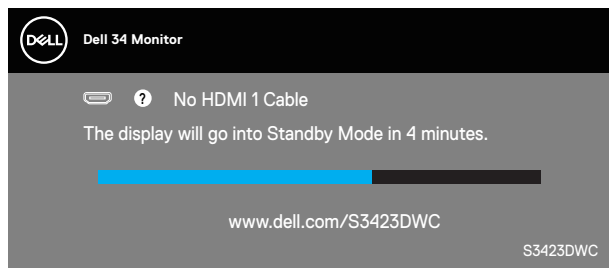 DELL
Dell 34 Monitor
? No HDMI 1 Cable
The display will go into Standby Mode in 4 minutes.
www.dell.com/S3423DWC
S3423DWC